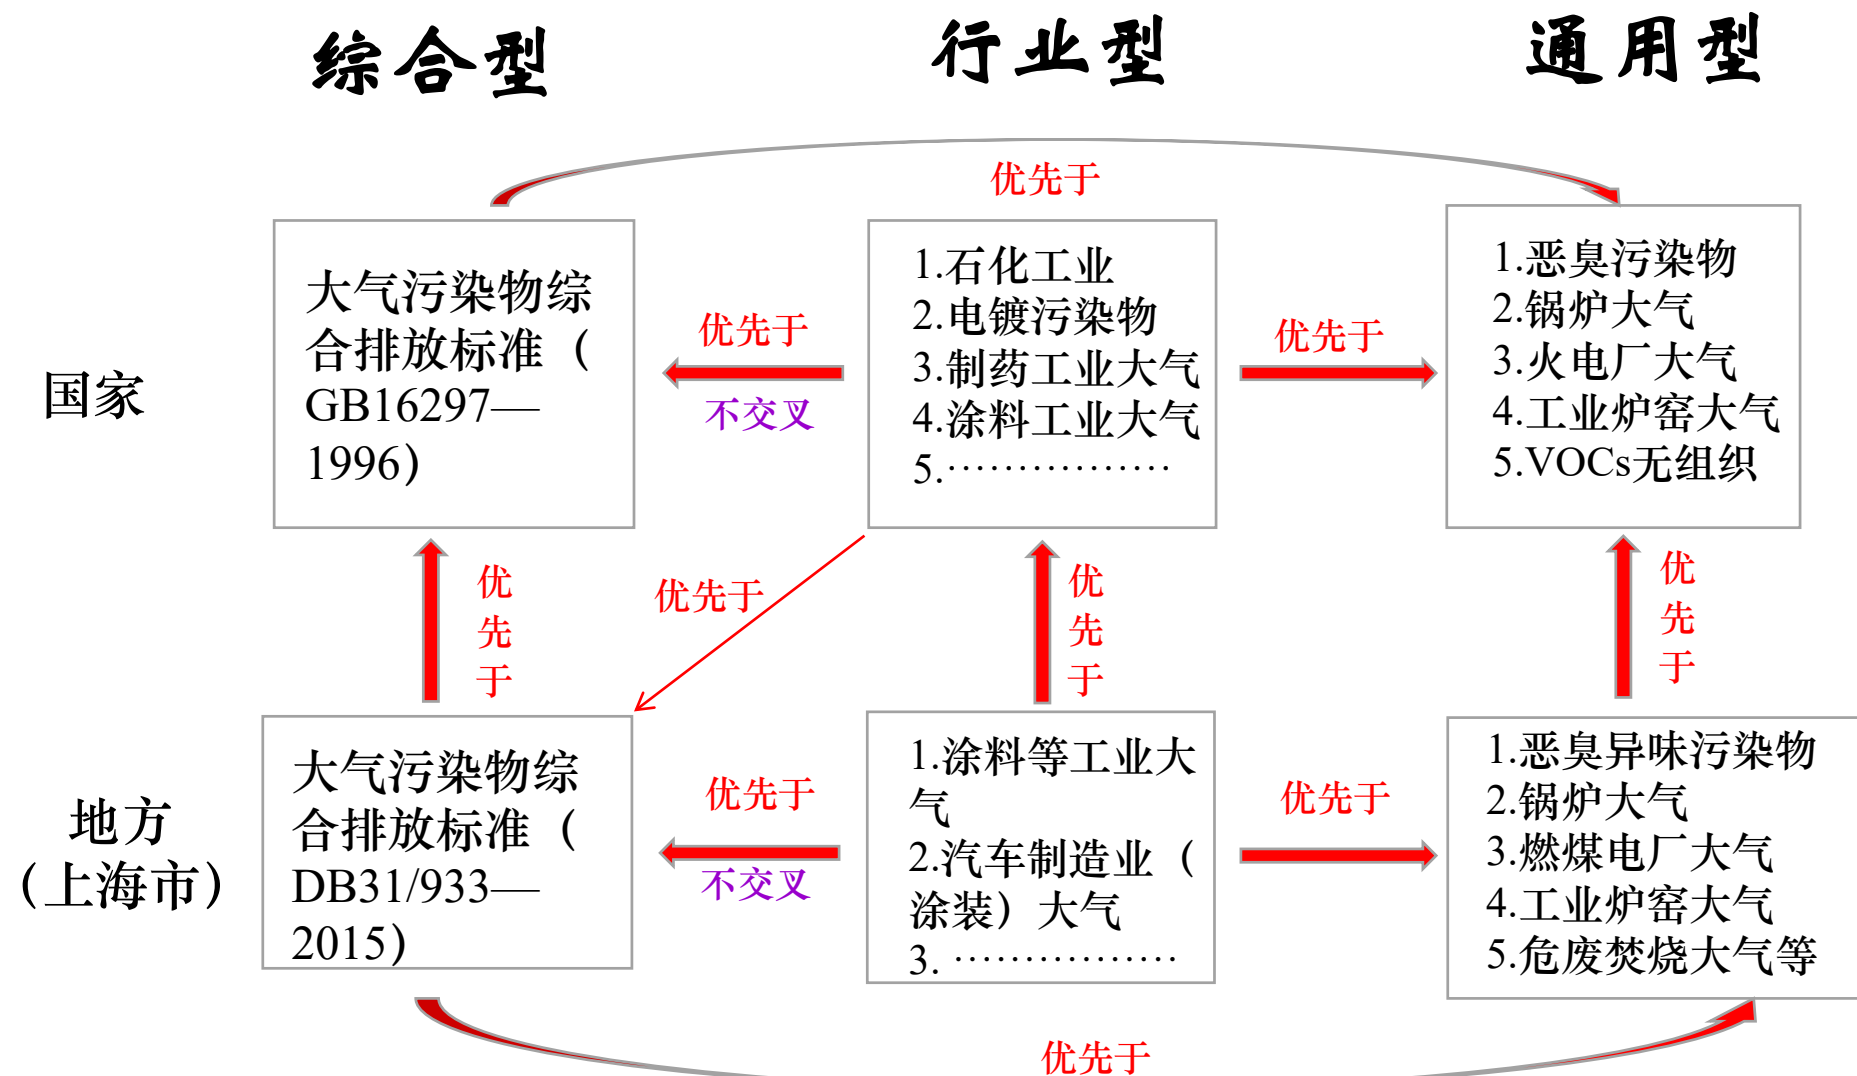 综合型
行业型
通用型
优先于
国家
大气污染物综
合排放标准（
GB16297—
1996）
优先于
不交叉
1.石化工业
2.电镀污染物
3.制药工业大气
4.涂料工业大气
5.················
优先于
1.恶臭污染物
2.锅炉大气
3.火电厂大气
4.工业炉窑大气
5.VOCs无组织
优
先
于
优先于
优
先
于
优
先
于
地方
（上海市）
大气污染物综
合排放标准（
DB31/933—
2015）
优先于
不交叉
1.涂料等工业大
气
2.汽车制造业（
涂装）大气
3. ················
优先于
1.恶臭异味污染物
2.锅炉大气
3.燃煤电厂大气
4.工业炉窑大气
5.危废焚烧大气等
优先于